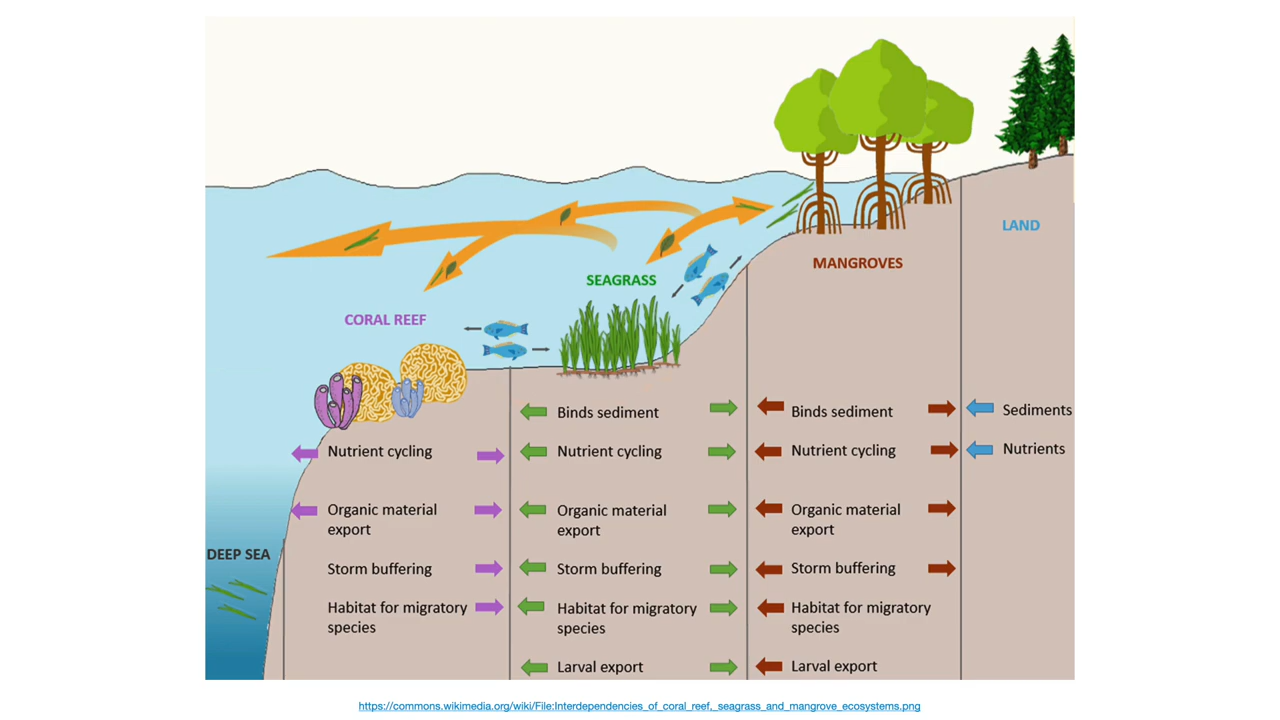 LAND
MANGROVES
SEAGRASS
CORAL REEF
Binds sediment
Binds sediment
Sediments
Nutrient cycling
Nutrient cycling
Nutrient cycling
Nutrients
Organic material
export
Organic material
export
Organic material
export
DEEP SEA
Storm buffering
Storm buffering
Storm buffering
Habitat for migratory
species
Habitat for migratory
species
Habitat for migratory
species
Larval export
Larval export
https://commons.wikimedia.org/wiki/File:Interdependencies_of_coral_reef,_seagrass_and_mangrove_ecosystems.png